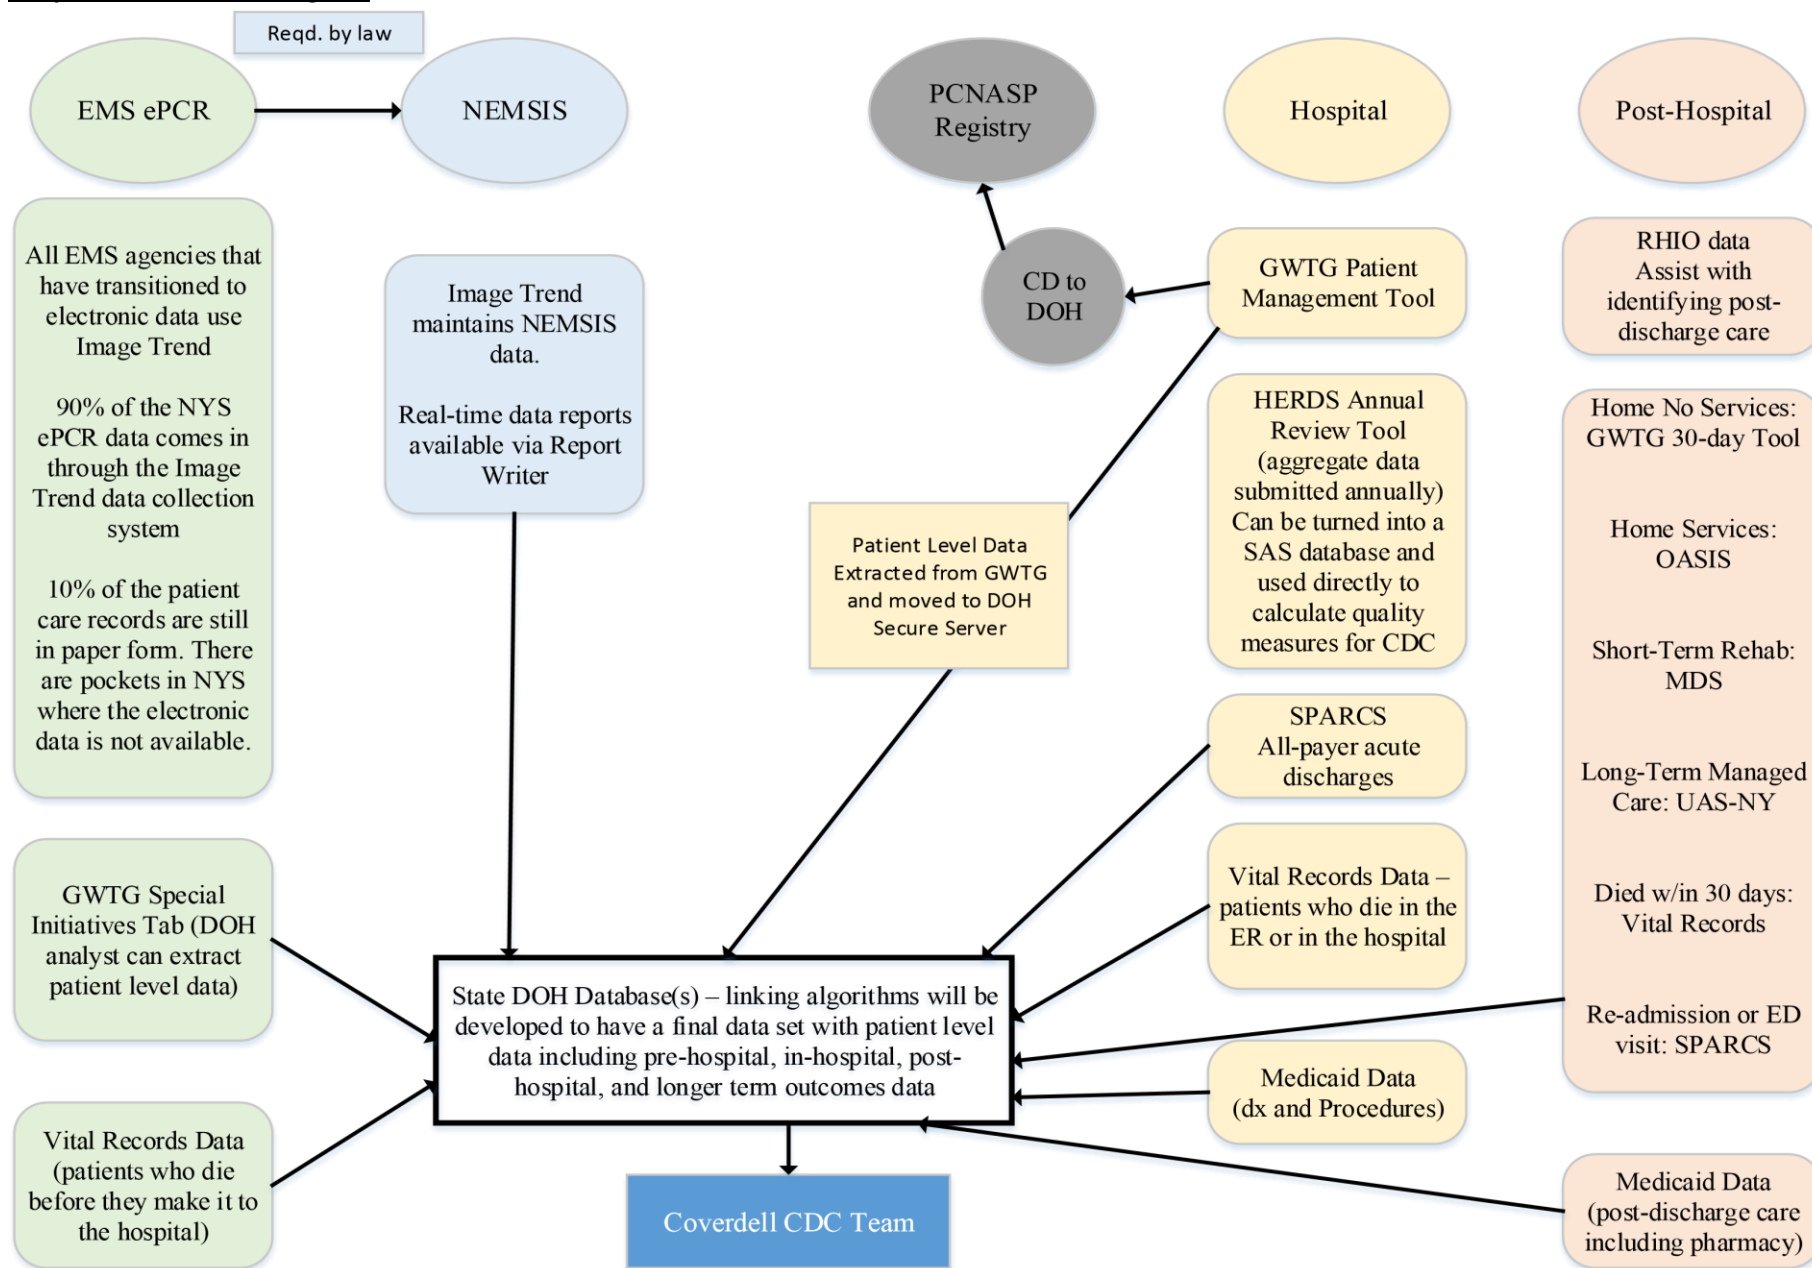 Reqd. by law
EMS ePCR
NEMSIS
PCNASP
Registry
Hospital
Post-Hospital
All EMS agencies that
have transitioned to
electronic data use
Image Trend
90% of the NYS
ePCR data comes in
through the Image
Trend data collection
system
10% of the patient
care records are still
in paper form. There
are pockets in NYS
where the electronic
data is not available.
GWTG Special
Initiatives Tab (DOH
analyst can extract
patient level data)
Vital Records Data
(patients who die
before they make it to
the hospital)
Image Trend
maintains NEMSIS
data.
Real-time data reports
available via Report
Writer
CD to
DOH
Patient Level Data
Extracted from GWTG
and moved to DOH
Secure Server
GWTG Patient
Management Tool
HERDS Annual
Review Tool
(aggregate data
submitted annually)
Can be turned into a
SAS database and
used directly to
calculate quality
measures for CDC
SPARCS
All-payer acute
discharges
Vital Records Data –
patients who die in the
ER or in the hospital
Medicaid Data
(dx and Procedures)
RHIO data
Assist with
identifying post-
discharge care
Home No Services:
GWTG 30-day Tool
Home Services:
OASIS
Short-Term Rehab:
MDS
Long-Term Managed
Care: UAS-NY
Died w/in 30 days:
Vital Records
Re-admission or ED
visit: SPARCS
Medicaid Data
(post-discharge care
including pharmacy)
State DOH Database(s) – linking algorithms will be
developed to have a final data set with patient level
data including pre-hospital, in-hospital, post-
hospital, and longer term outcomes data
Coverdell CDC Team